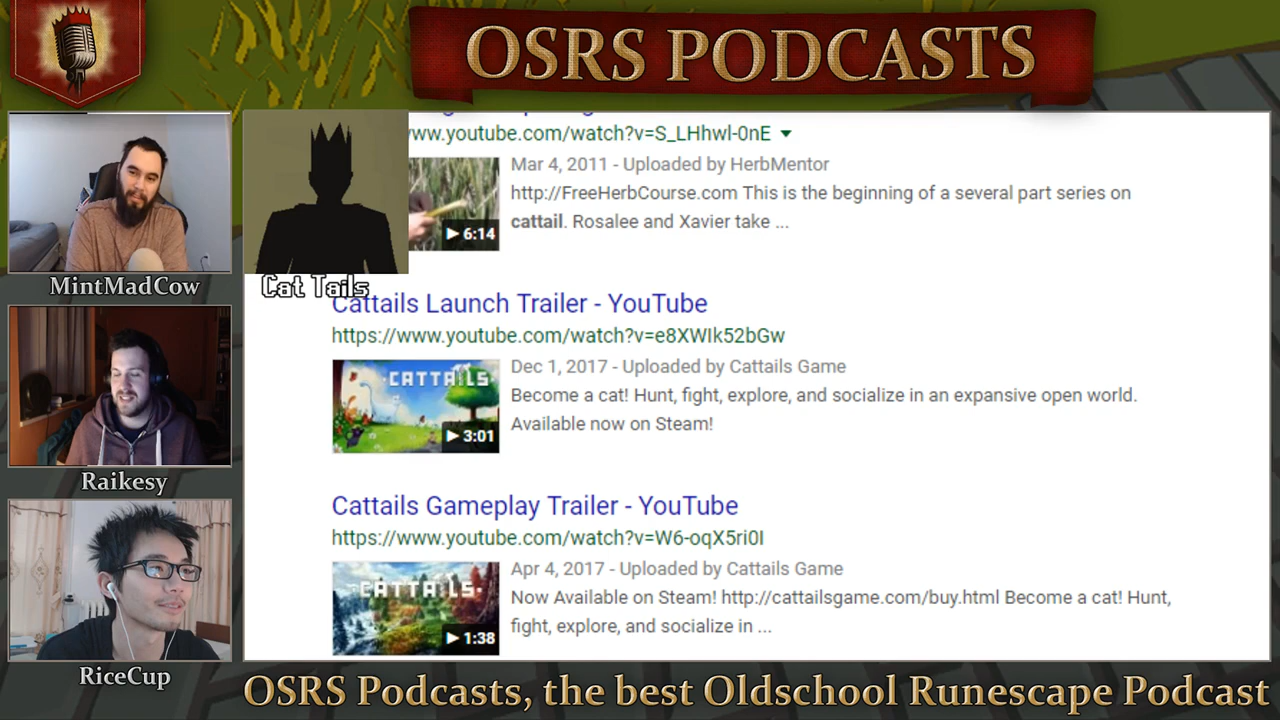 OSRS PODCASTS
www.youtube.com/watch?v=S_LHhwl-0nE
Mar 4, 2011 - Uploaded by HerbMentor
http://FreeHerbCourse.com This is the beginning of a several part series on
cattail. Rosalee and Xavier take ...
6:14
MintMadCow
Cat Tails
Cattails Launch Trailer - YouTube
https://www.youtube.com/watch?v=e8XWIk52bGw
Dec 1, 2017 - Uploaded by Cattails Game
CATTAILS
Become a cat! Hunt, fight, explore, and socialize in an expansive open world.
Available now on Steam!
3:01
Raikesy
Cattails Gameplay Trailer - YouTube
https://www.youtube.com/watch?v=W6-oqX5ri0I
Apr 4, 2017 - Uploaded by Cattails Game
CATTAILS
Now Available on Steam! http://cattailsgame.com/buy.html Become a cat! Hunt,
fight, explore, and socialize in ...
1:38
RiceCup
OSRS Podcasts, the best Oldschool Runescape Podcast